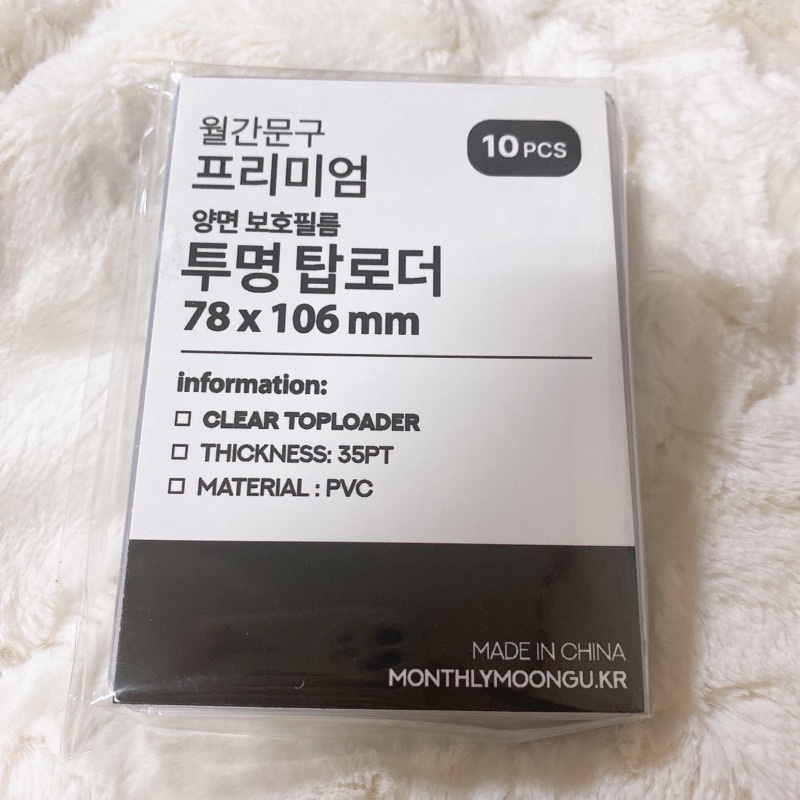 월간문구
10 PCS
프리미엄
양면 보호필름
투명 탑로더
78 x 106 mm
information:
CLEAR TOPLOADER
THICKNESS: 35PT
MATERIAL : PVC
MADE IN CHINA
MONTHLYMOONGU.KR